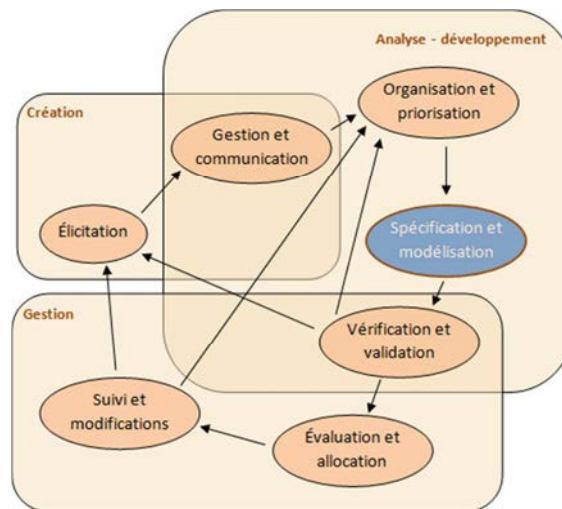 Analyse - développement
Organisation et
priorisation
Création
Gestion et
communication
Élicitation
Spécification et
modélisation
Gestion
Vérification et
validation
Suivi et
modifications
Évaluation et
allocation